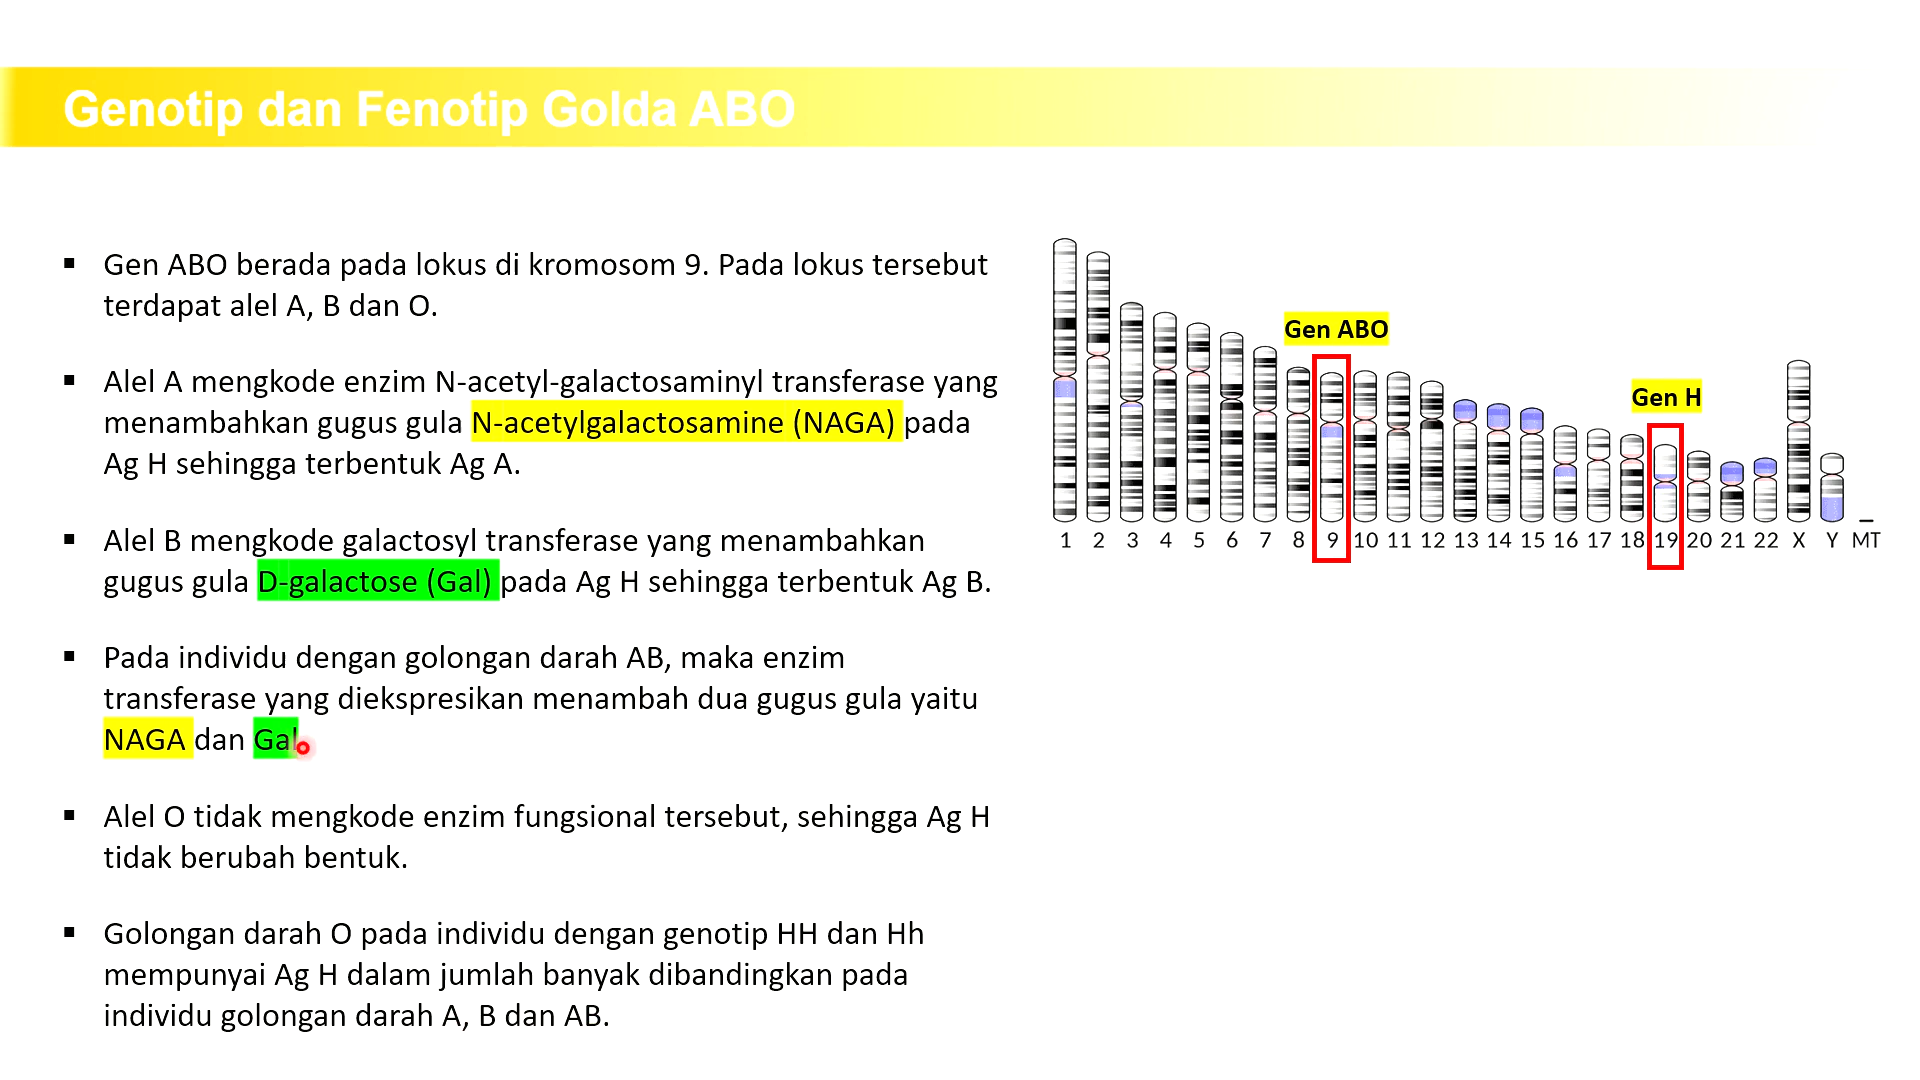 Genotip dan Fenotip Golda ABO
▪ Gen ABO berada pada lokus di kromosom 9. Pada lokus tersebut
terdapat alel A, B dan O.
▪ Alel A mengkode enzim N-acetyl-galactosaminyl transferase yang
menambahkan gugus gula N-acetylgalactosamine (NAGA) pada
Ag H sehingga terbentuk Ag A.
▪ Alel B mengkode galactosyl transferase yang menambahkan
gugus gula D-galactose (Gal) pada Ag H sehingga terbentuk Ag B.
▪ Pada individu dengan golongan darah AB, maka enzim
transferase yang diekspresikan menambah dua gugus gula yaitu
NAGA dan Gal
▪ Alel O tidak mengkode enzim fungsional tersebut, sehingga Ag H
tidak berubah bentuk.
▪ Golongan darah O pada individu dengan genotip HH dan Hh
mempunyai Ag H dalam jumlah banyak dibandingkan pada
individu golongan darah A, B dan AB.
Gen ABO
Gen H
1 2 3 4 5 6 7 8 9 10 11 12 13 14 15 16 17 18 19 20 21 22 X Y MT